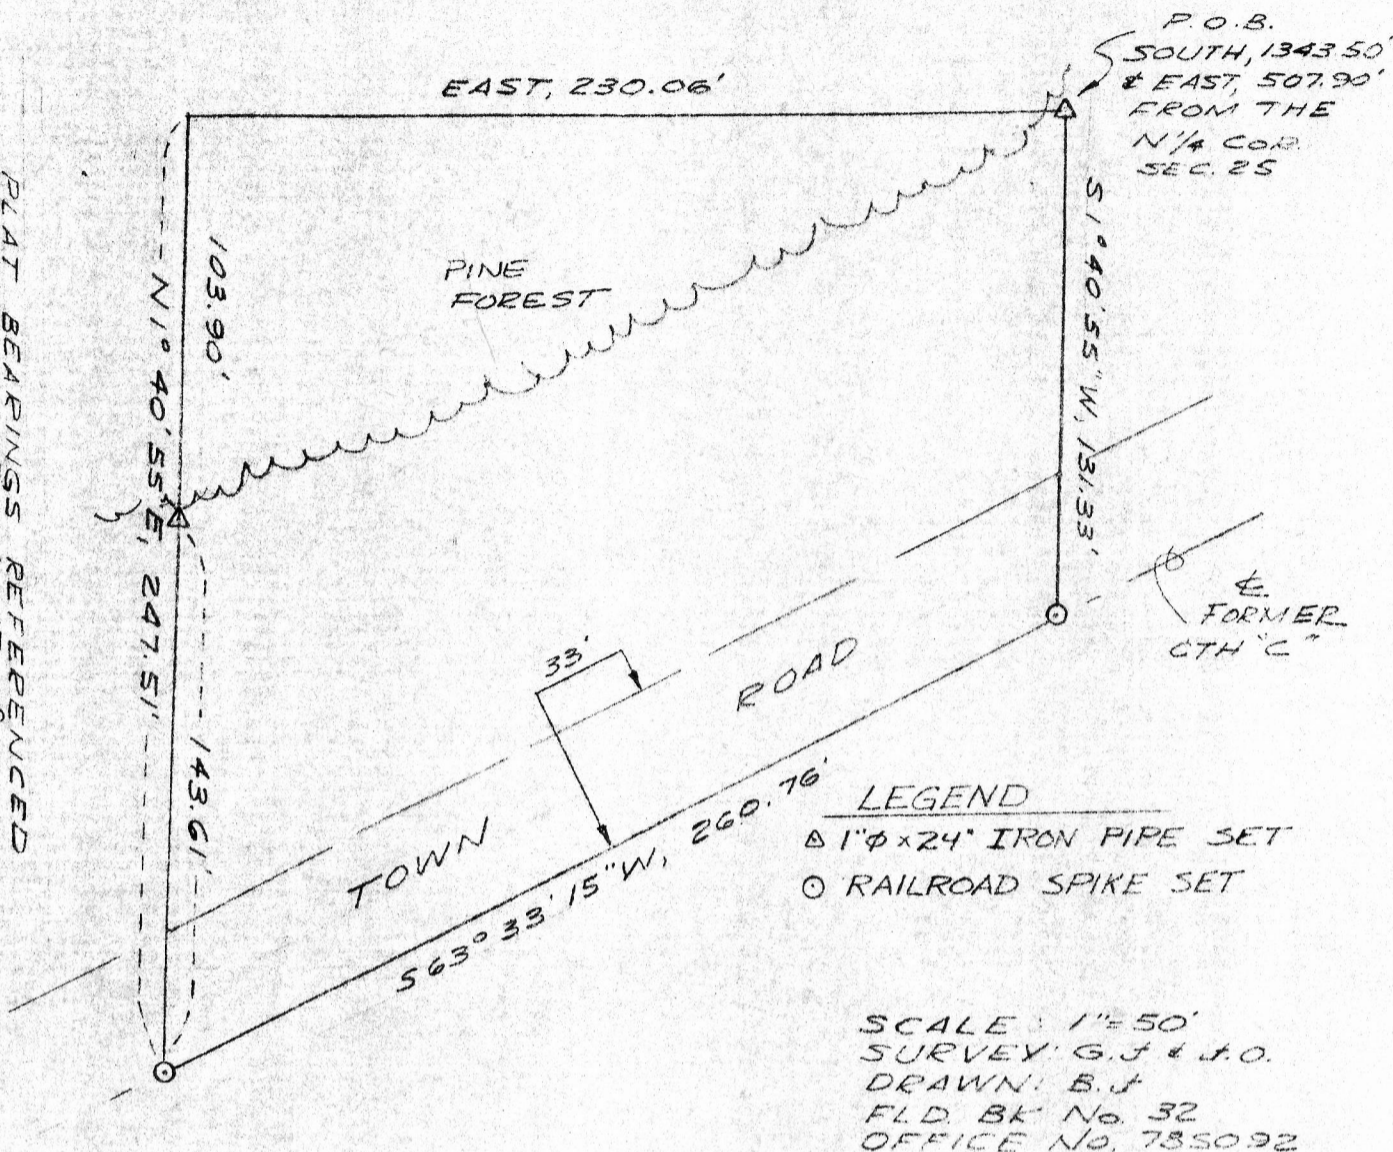 P.O.B.
SOUTH, 1343.50'
& EAST, 507.90'
FROM THE
N 1/4 COR.
SEC. 25
EAST, 230.06'
S 1° 40' 55" W, 131.33'
103.90'
N 1° 40' 55" E, 247.51'
143.61'
PINE
FOREST
PLAT BEARINGS REFERENCED
33'
TOWN ROAD
S 63° 33' 15" W, 260.76'
℄
FORMER
CTH "C"
LEGEND
△ 1"φ x 24" IRON PIPE SET
⊙ RAILROAD SPIKE SET
SCALE: 1"=50'
SURVEY: G.J & J.O.
DRAWN: B.J
FLD. BK No. 32
OFFICE No. 785092